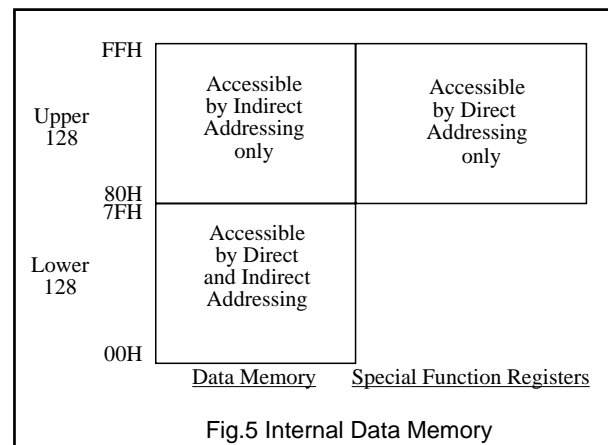 FFH
Accessible
by Indirect
Addressing
only
Accessible
by Direct
Addressing
only
Upper
128
80H
7FH
Accessible
by Direct
and Indirect
Addressing
Lower
128
00H
Data Memory
Special Function Registers
Fig.5 Internal Data Memory